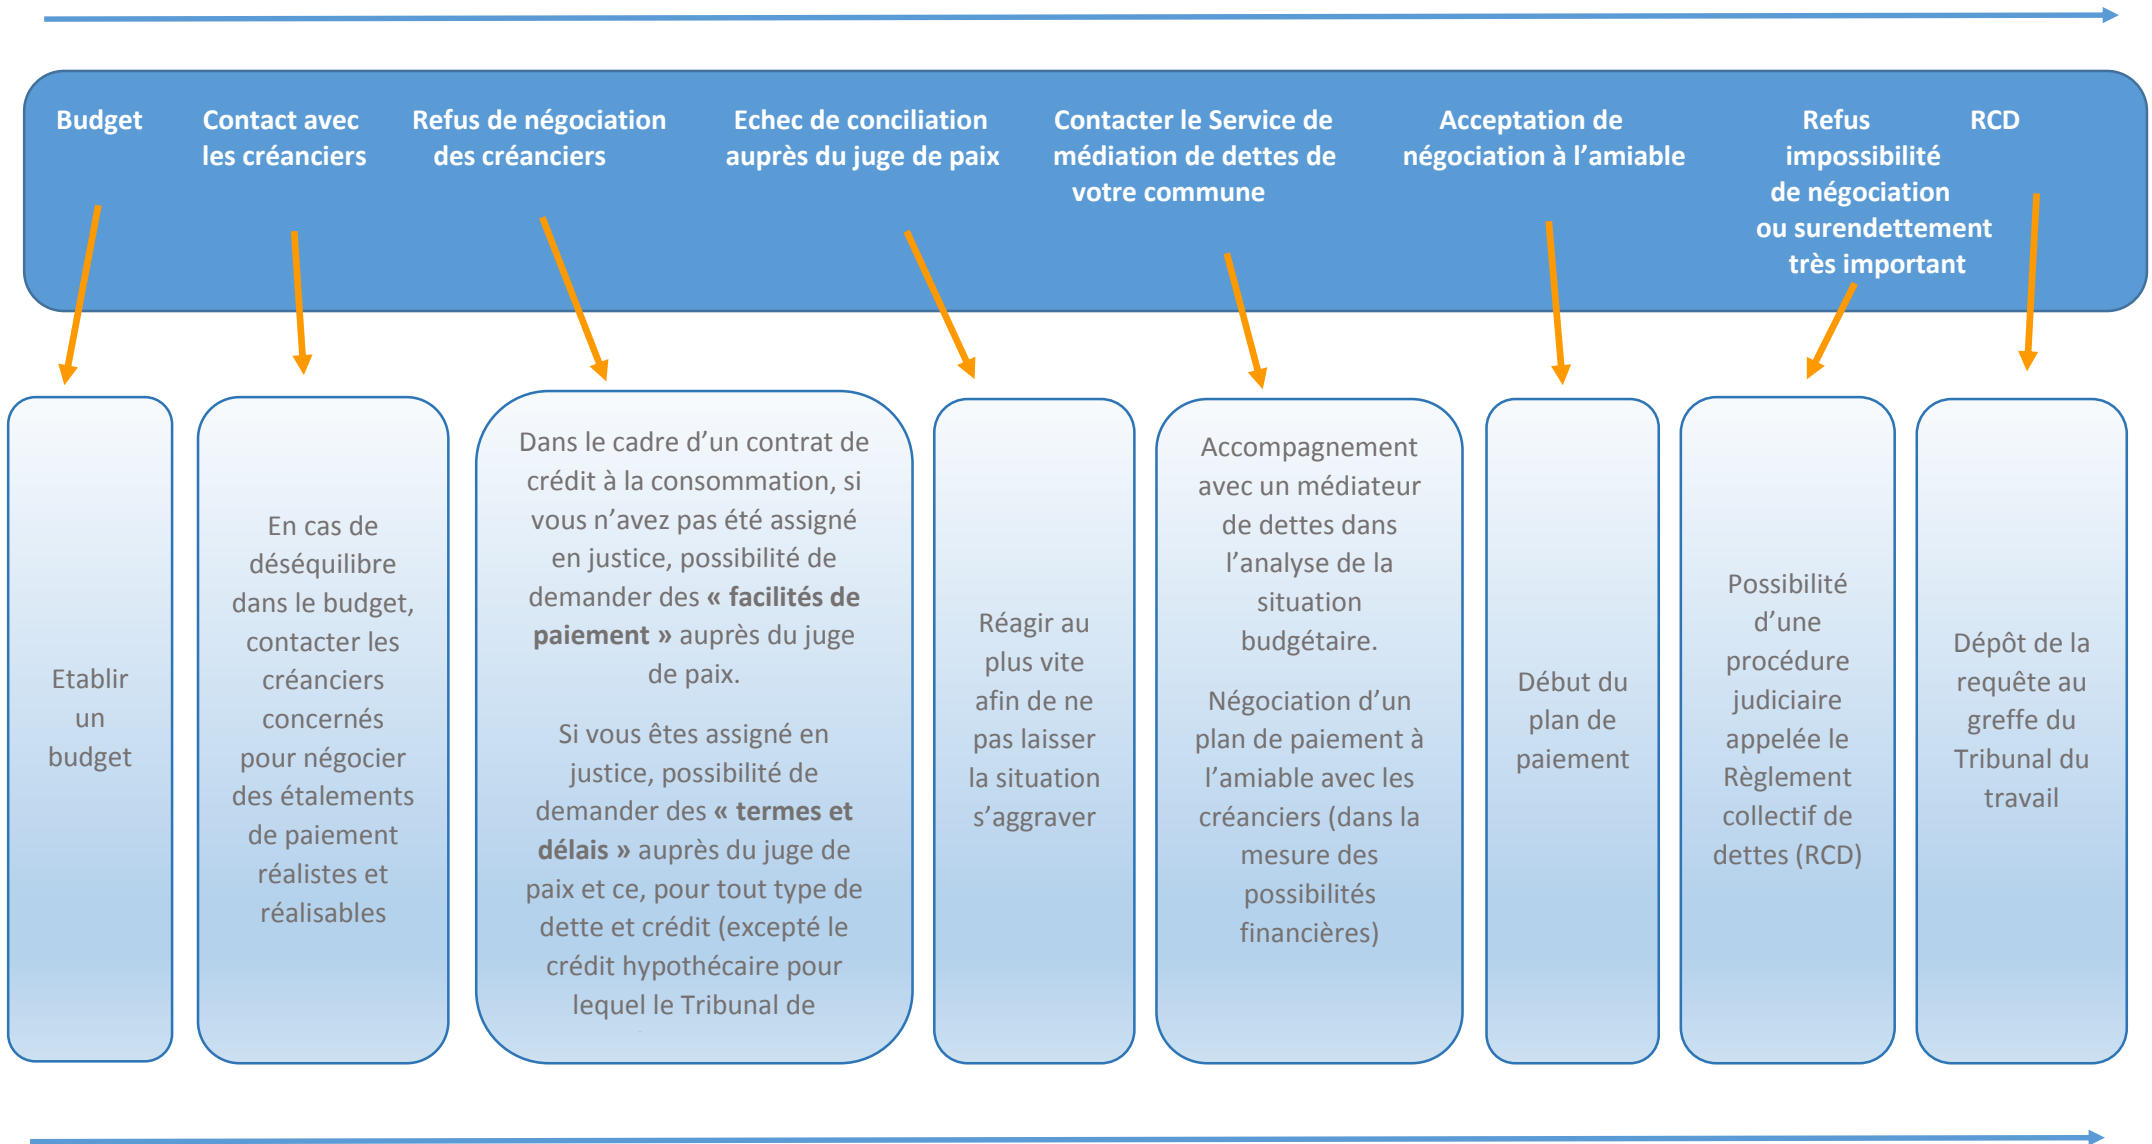 Budget
Contact avec
les créanciers
Refus de négociation
des créanciers
Echec de conciliation
auprès du juge de paix
Contacter le Service de
médiation de dettes de
votre commune
Acceptation de
négociation à l’amiable
Refus
impossibilité
de négociation
ou surendettement
très important
RCD
Etablir
un
budget
En cas de
déséquilibre
dans le budget,
contacter les
créanciers
concernés
pour négocier
des étalements
de paiement
réalistes et
réalisables
Dans le cadre d’un contrat de
crédit à la consommation, si
vous n’avez pas été assigné
en justice, possibilité de
demander des « facilités de
paiement » auprès du juge
de paix.
Si vous êtes assigné en
justice, possibilité de
demander des « termes et
délais » auprès du juge de
paix et ce, pour tout type de
dette et crédit (excepté le
crédit hypothécaire pour
lequel le Tribunal de
Réagir au
plus vite
afin de ne
pas laisser
la situation
s’aggraver
Accompagnement
avec un médiateur
de dettes dans
l’analyse de la
situation
budgétaire.
Négociation d’un
plan de paiement à
l’amiable avec les
créanciers (dans la
mesure des
possibilités
financières)
Début du
plan de
paiement
Possibilité
d’une
procédure
judiciaire
appelée le
Règlement
collectif de
dettes (RCD)
Dépôt de la
requête au
greffe du
Tribunal du
travail